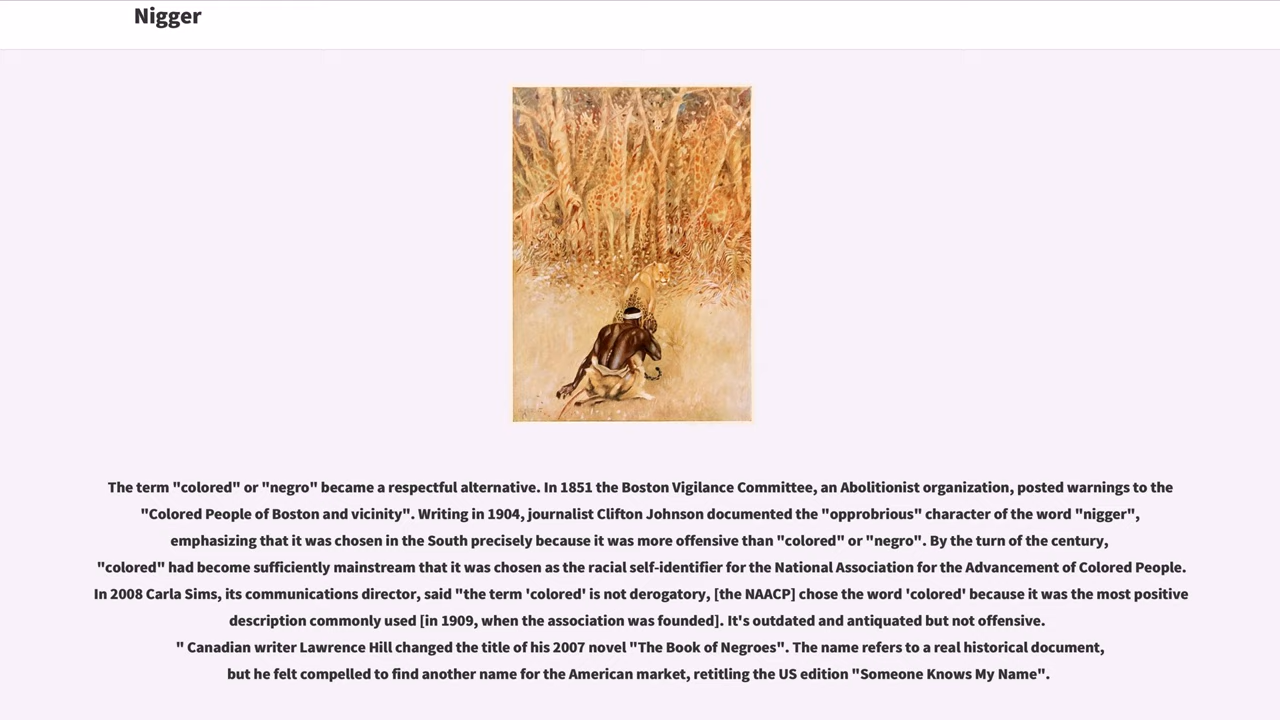 Nigger
The term "colored" or "negro" became a respectful alternative. In 1851 the Boston Vigilance Committee, an Abolitionist organization, posted warnings to the
"Colored People of Boston and vicinity". Writing in 1904, journalist Clifton Johnson documented the "opprobrious" character of the word "nigger",
emphasizing that it was chosen in the South precisely because it was more offensive than "colored" or "negro". By the turn of the century,
"colored" had become sufficiently mainstream that it was chosen as the racial self-identifier for the National Association for the Advancement of Colored People.
In 2008 Carla Sims, its communications director, said "the term 'colored' is not derogatory, [the NAACP] chose the word 'colored' because it was the most positive
description commonly used [in 1909, when the association was founded]. It's outdated and antiquated but not offensive.
" Canadian writer Lawrence Hill changed the title of his 2007 novel "The Book of Negroes". The name refers to a real historical document,
but he felt compelled to find another name for the American market, retitling the US edition "Someone Knows My Name".